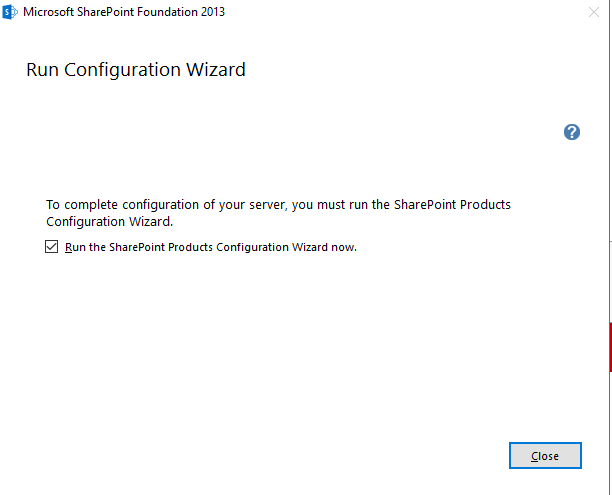 Microsoft SharePoint Foundation 2013
Run Configuration Wizard
To complete configuration of your server, you must run the SharePoint Products
Configuration Wizard.
Run the SharePoint Products Configuration Wizard now.
Close